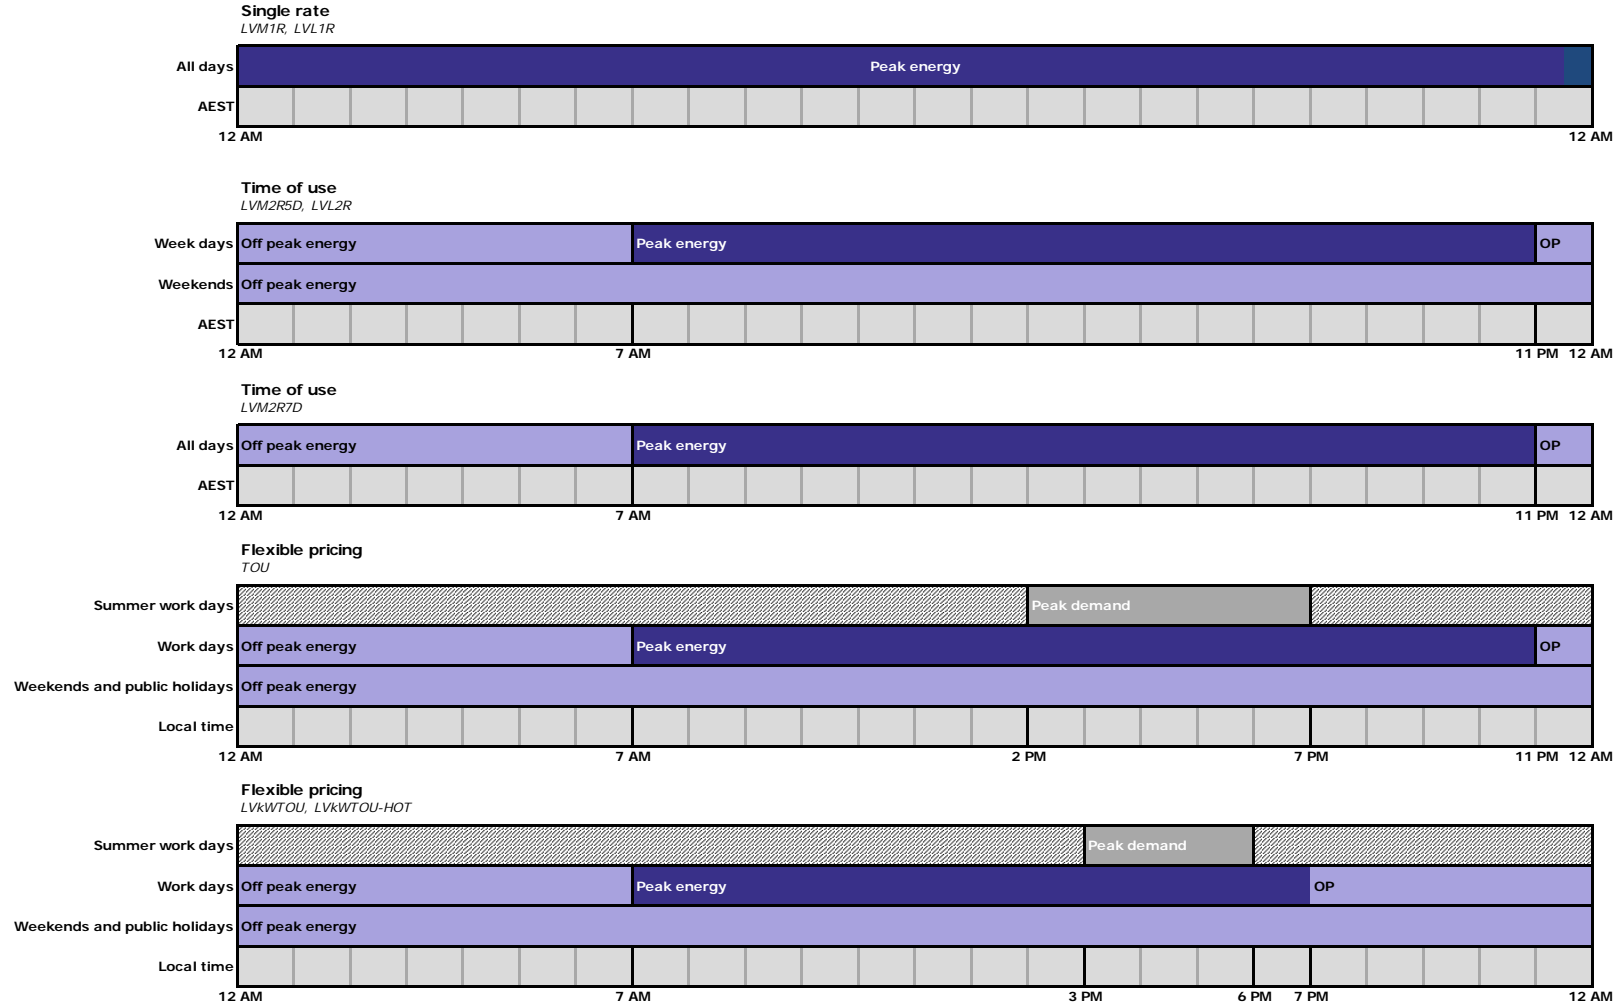 Single rate
LVM1R, LVL1R
All days Peak energy
AEST
12 AM 12 AM
Time of use
LVM2R5D, LVL2R
Week days Off peak energy Peak energy OP
Weekends Off peak energy
AEST
12 AM 7 AM 11 PM 12 AM
Time of use
LVM2R7D
All days Off peak energy Peak energy OP
AEST
12 AM 7 AM 11 PM 12 AM
Flexible pricing
TOU
Summer work days Peak demand
Work days Off peak energy Peak energy OP
Weekends and public holidays Off peak energy
Local time
12 AM 7 AM 2 PM 7 PM 11 PM 12 AM
Flexible pricing
LVkWTOU, LVkWTOU-HOT
Summer work days Peak demand
Work days Off peak energy Peak energy OP
Weekends and public holidays Off peak energy
Local time
12 AM 7 AM 3 PM 6 PM 7 PM 12 AM